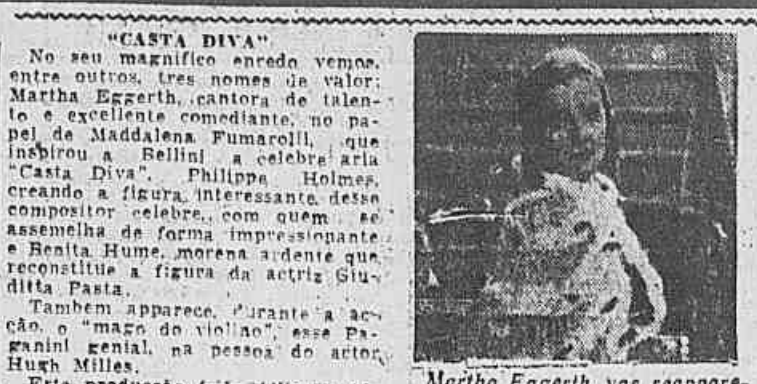 "CASTA DIVA"
No seu magnifico enredo vemos,
entre outros, tres nomes de valor:
Martha Eggerth, cantora de talen-
to e excellente comediante, no pa-
pel de Maddalena Fumarolli, que
inspirou a Bellini a celebre aria
"Casta Diva". Philippe Holmes,
creando a figura, interessante, desse
compositor celebre, com quem se
assemelha de forma impressionante
e Benita Hume, morena ardente que
reconstitue a figura da actriz Giu-
ditta Pasta.
Tambem apparece, durante a ac-
ção, o "mago do violino", esse Pa-
ganini genial, na pessoa do actor
Hugh Milles.
Esta producção
Martha Eggerth, vae reappare-